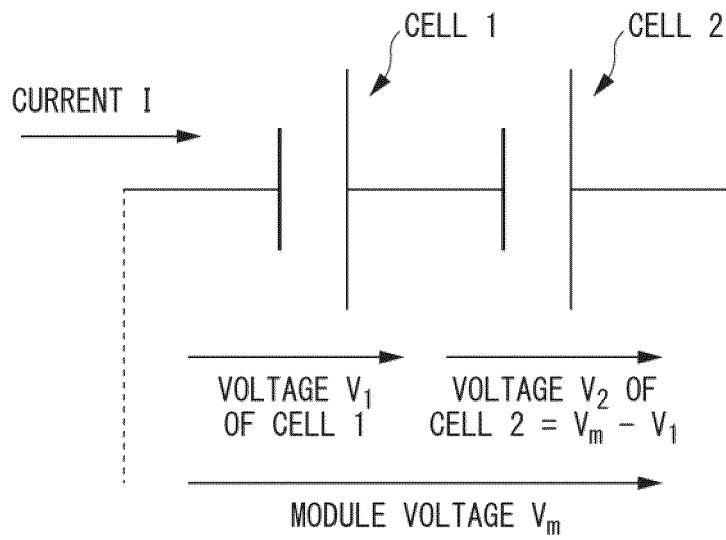 CELL 1
CELL 2
CURRENT I
VOLTAGE V₁
OF CELL 1
VOLTAGE V₂ OF
CELL 2 = Vₘ - V₁
MODULE VOLTAGE Vₘ